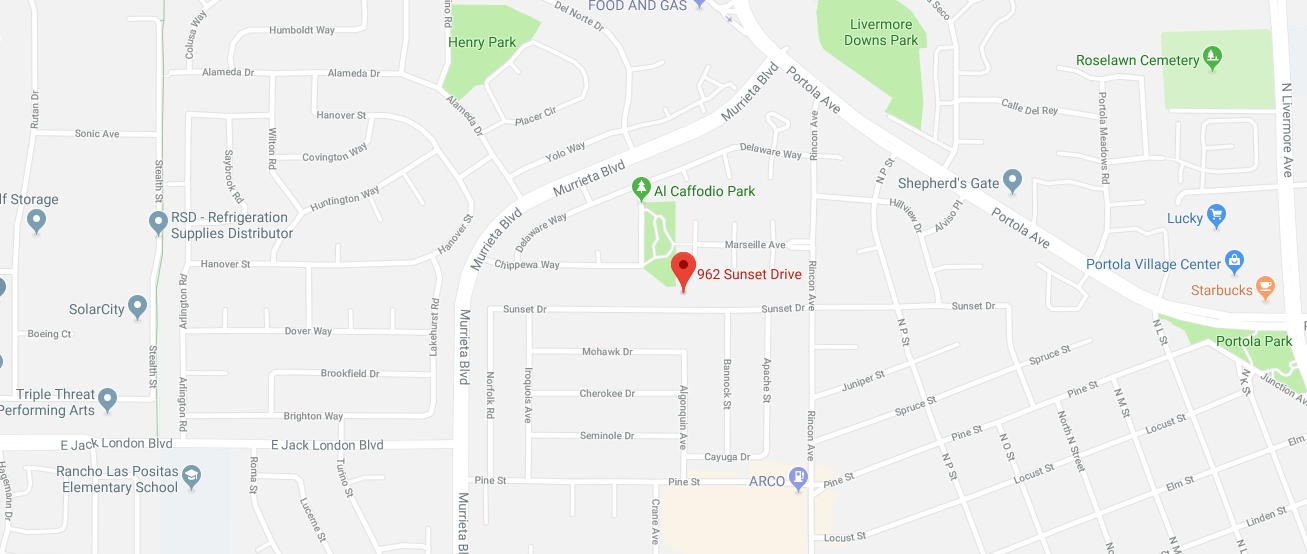 FOOD AND GAS
Del Norte Dr
Livermore
Downs Park
Colusa Way
Humboldt Way
ino Rd
Henry Park
Roselawn Cemetery
Alameda Dr
Alameda Dr
Murrieta Blvd
Portola Ave
Rutan Dr
Hanover St
Alameda Dr
Placer Cir
Calle Del Rey
Portola Meadows Rd
N Livermore Ave
Sonic Ave
Wilton Rd
Covington Way
Yolo Way
Delaware Way
Rincon Ave
Stealth St
Saybrook Rd
Murrieta Blvd
N P St
Shepherd's Gate
lf Storage
Huntington Way
Al Caffodio Park
RSD - Refrigeration
Supplies Distributor
Hanover St
Murrieta Blvd
Delaware Way
Hillview Dr
Alviso Pl
Portola Ave
Lucky
Marseille Ave
Hanover St
Chippewa Way
962 Sunset Drive
Rincon Ave
Portola Village Center
Starbucks
Arlington Rd
SolarCity
Sunset Dr
Sunset Dr
Sunset Dr
Boeing Ct
Dover Way
Lakehurst Rd
Murrieta Blvd
N P St
N L St
Portola Park
Stealth St
Mohawk Dr
Spruce St
Brookfield Dr
Norfolk Rd
Iroquois Ave
Cherokee Dr
Algonquin Ave
Bannock St
Apache St
Juniper St
Pine St
N K St
Junction Ave
Triple Threat
Performing Arts
Arlington Rd
Brighton Way
Spruce St
N M St
Locust St
E Jack London Blvd
E Jack London Blvd
Seminole Dr
Rincon Ave
Pine St
N O St
North N Street
Elm
Cayuga Dr
N P St
Rancho Las Positas
Elementary School
Roma St
Turino St
Pine St
Pine St
ARCO
Pine St
Locust St
Elm St
Hagemann Dr
Lucerne St
Murrieta Bl
Crane Ave
Locust St
Linden St